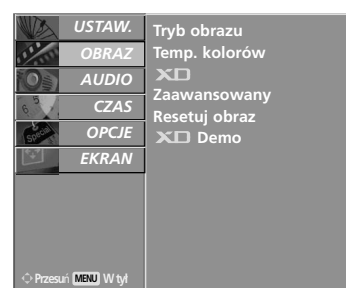 USTAW.
OBRAZ
AUDIO
CZAS
OPCJE
EKRAN
Tryb obrazu
Temp. kolorów
XD
Zaawansowany
Resetuj obraz
XD Demo
Przesuń MENU W tył